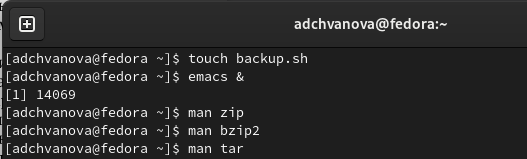 adchvanova@fedora:~
[adchvanova@fedora ~]$ touch backup.sh
[adchvanova@fedora ~]$ emacs &
[1] 14069
[adchvanova@fedora ~]$ man zip
[adchvanova@fedora ~]$ man bzip2
[adchvanova@fedora ~]$ man tar